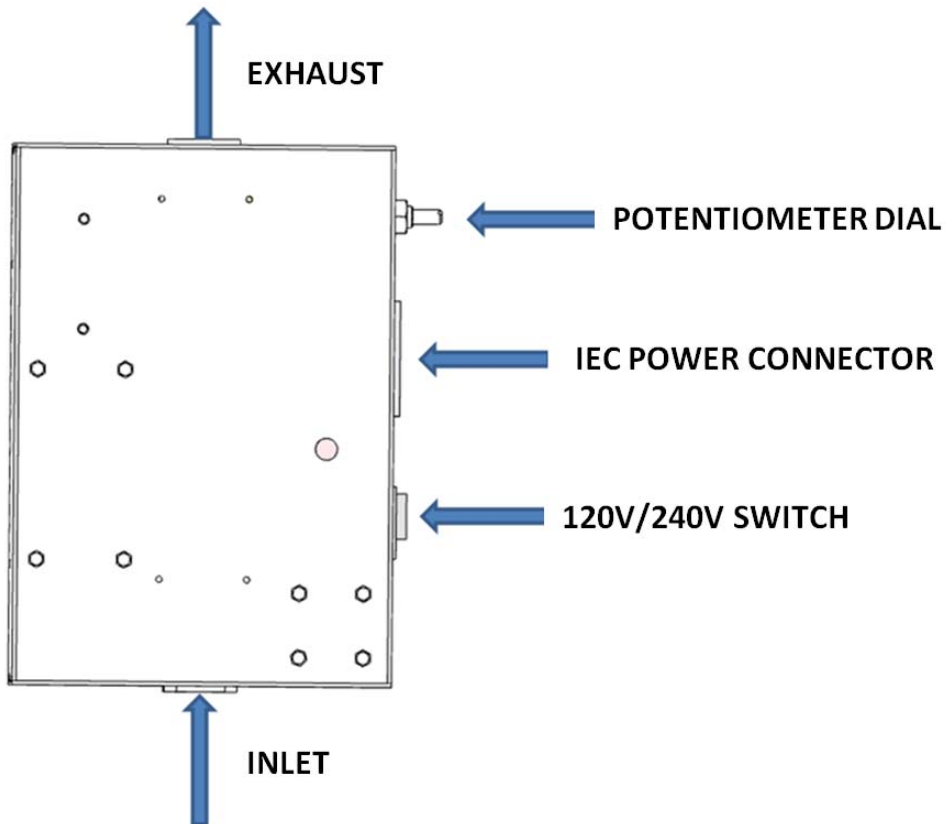 EXHAUST
POTENTIOMETER DIAL
IEC POWER CONNECTOR
120V/240V SWITCH
INLET